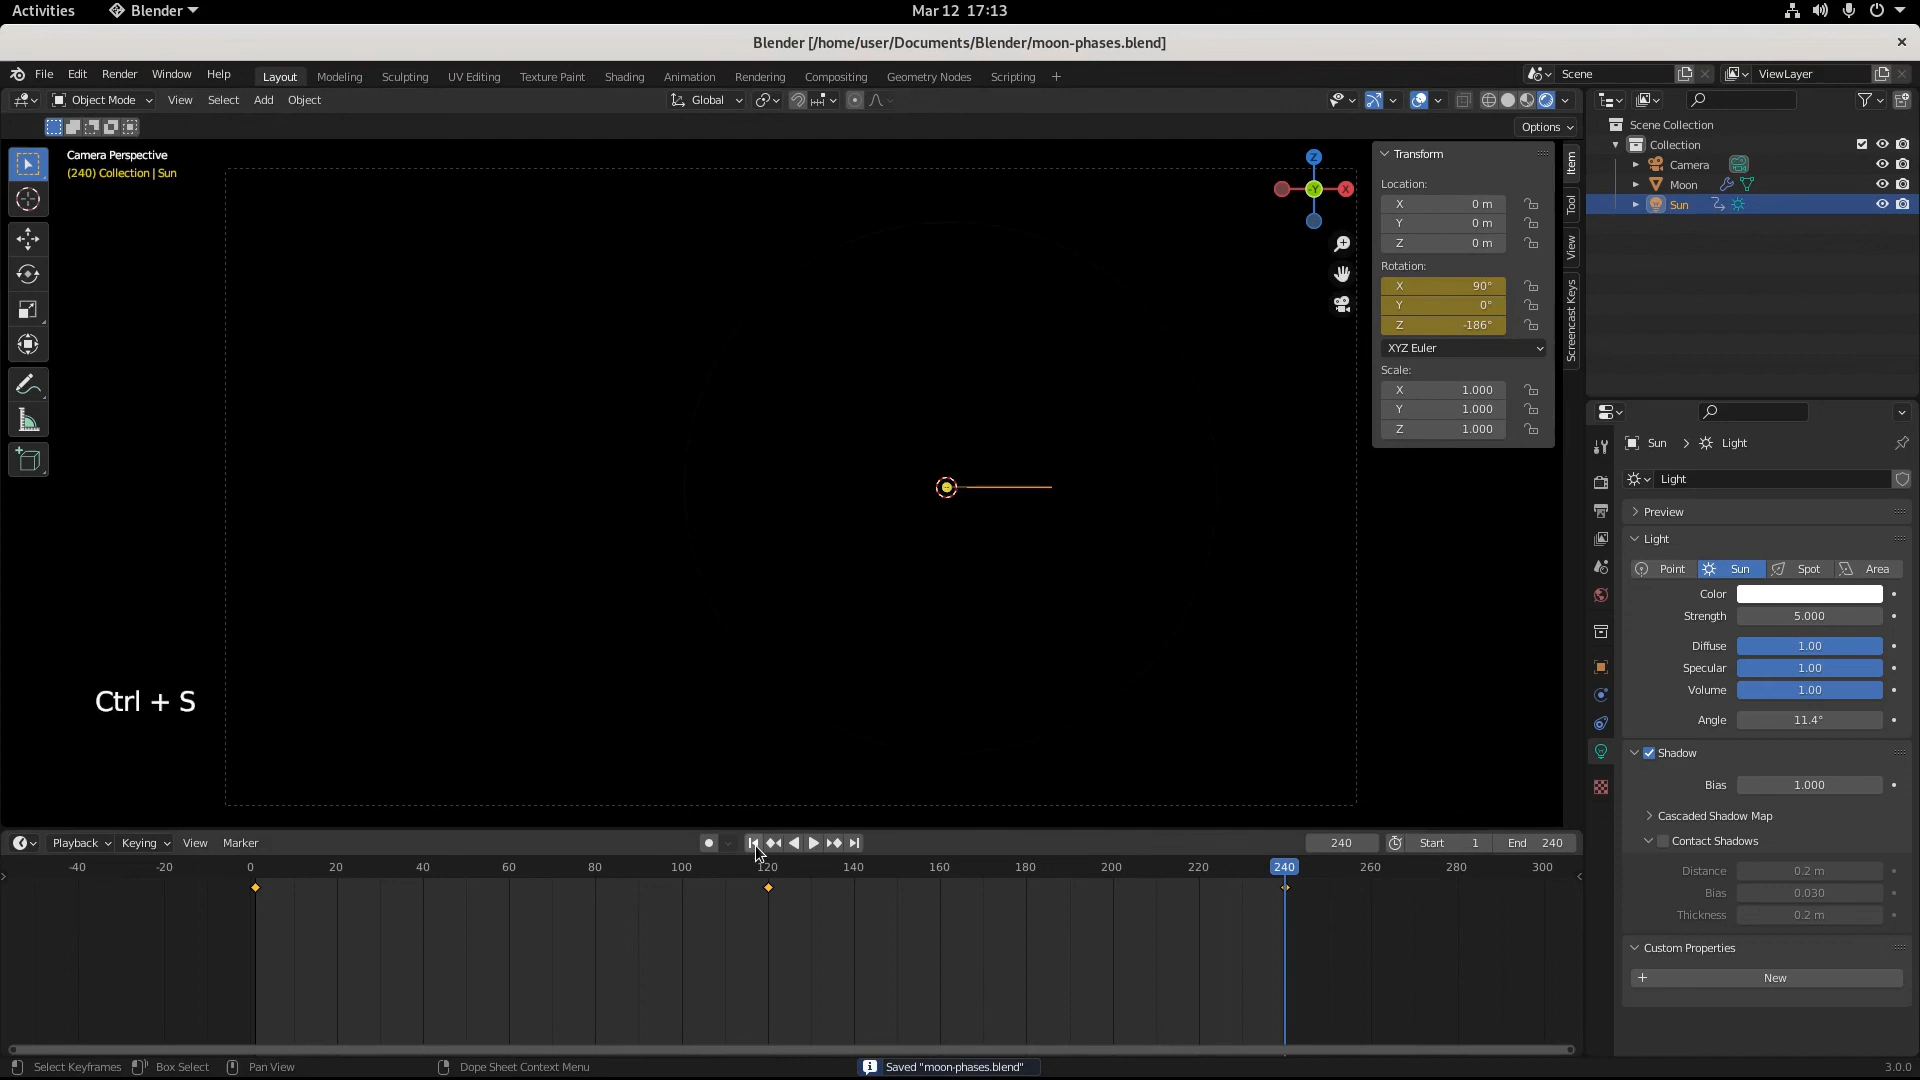 Activities Blender Mar 12 17:13
Blender [/home/user/Documents/Blender/moon-phases.blend]
File Edit Render Window Help Layout Modeling Sculpting UV Editing Texture Paint Shading Animation Rendering Compositing Geometry Nodes Scripting + Scene ViewLayer
Object Mode View Select Add Object Global
Options
Camera Perspective
(240) Collection | Sun
Z
Y
X
Transform
Location:
X 0 m
Y 0 m
Z 0 m
Rotation:
X 90°
Y 0°
Z -186°
XYZ Euler
Scale:
X 1.000
Y 1.000
Z 1.000
Item
Tool
View
Screencast Keys
Scene Collection
Collection
Camera
Moon
Sun
Sun > Light
Light
Preview
Light
Point Sun Spot Area
Color
Strength 5.000
Diffuse 1.00
Specular 1.00
Volume 1.00
Angle 11.4°
Shadow
Bias 1.000
Cascaded Shadow Map
Contact Shadows
Distance 0.2 m
Bias 0.030
Thickness 0.2 m
Custom Properties
+ New
Ctrl + S
Playback Keying View Marker 240 Start 1 End 240
-40 -20 0 20 40 60 80 100 120 140 160 180 200 220 240 260 280 300
Select Keyframes Box Select Pan View Dope Sheet Context Menu Saved "moon-phases.blend" 3.0.0